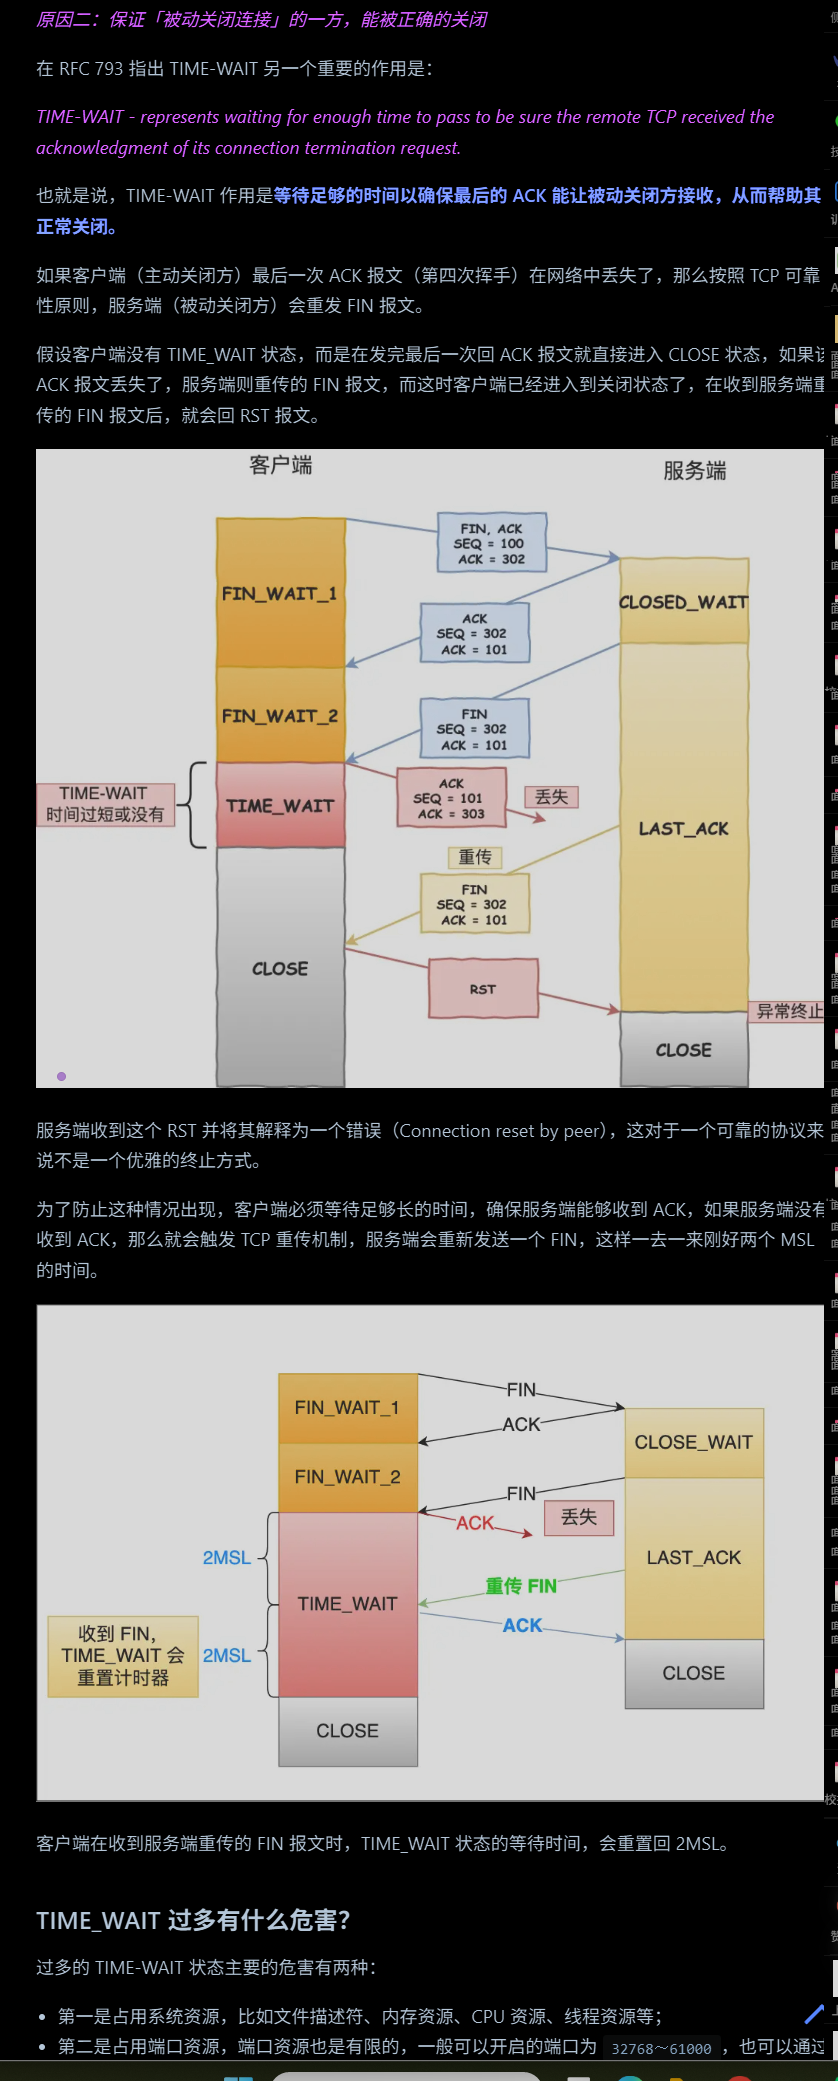 原因二：保证「被动关闭连接」的一方，能被正确的关闭
在 RFC 793 指出 TIME-WAIT 另一个重要的作用是：
TIME-WAIT - represents waiting for enough time to pass to be sure the remote TCP received the
acknowledgment of its connection termination request.
也就是说，TIME-WAIT 作用是等待足够的时间以确保最后的 ACK 能让被动关闭方接收，从而帮助其
正常关闭。
如果客户端（主动关闭方）最后一次 ACK 报文（第四次挥手）在网络中丢失了，那么按照 TCP 可靠
性原则，服务端（被动关闭方）会重发 FIN 报文。
假设客户端没有 TIME_WAIT 状态，而是在发完最后一次回 ACK 报文就直接进入 CLOSE 状态，如果该
ACK 报文丢失了，服务端则重传的 FIN 报文，而这时客户端已经进入到关闭状态了，在收到服务端重
传的 FIN 报文后，就会回 RST 报文。
客户端
服务端
FIN, ACK
SEQ = 100
ACK = 302
FIN_WAIT_1
CLOSED_WAIT
ACK
SEQ = 302
ACK = 101
FIN_WAIT_2
FIN
SEQ = 302
ACK = 101
TIME-WAIT
时间过短或没有
TIME_WAIT
ACK
SEQ = 101
ACK = 303
丢失
LAST_ACK
重传
FIN
SEQ = 302
ACK = 101
CLOSE
RST
异常终止
CLOSE
服务端收到这个 RST 并将其解释为一个错误（Connection reset by peer），这对于一个可靠的协议来
说不是一个优雅的终止方式。
为了防止这种情况出现，客户端必须等待足够长的时间，确保服务端能够收到 ACK，如果服务端没有
收到 ACK，那么就会触发 TCP 重传机制，服务端会重新发送一个 FIN，这样一去一来刚好两个 MSL
的时间。
FIN
FIN_WAIT_1
ACK
CLOSE_WAIT
FIN_WAIT_2
FIN
ACK
丢失
2MSL
LAST_ACK
重传 FIN
TIME_WAIT
ACK
收到 FIN，
TIME_WAIT 会
重置计时器
2MSL
CLOSE
CLOSE
客户端在收到服务端重传的 FIN 报文时，TIME_WAIT 状态的等待时间，会重置回 2MSL。
TIME_WAIT 过多有什么危害？
过多的 TIME-WAIT 状态主要的危害有两种：
• 第一是占用系统资源，比如文件描述符、内存资源、CPU 资源、线程资源等；
• 第二是占用端口资源，端口资源也是有限的，一般可以开启的端口为 32768～61000 ，也可以通过